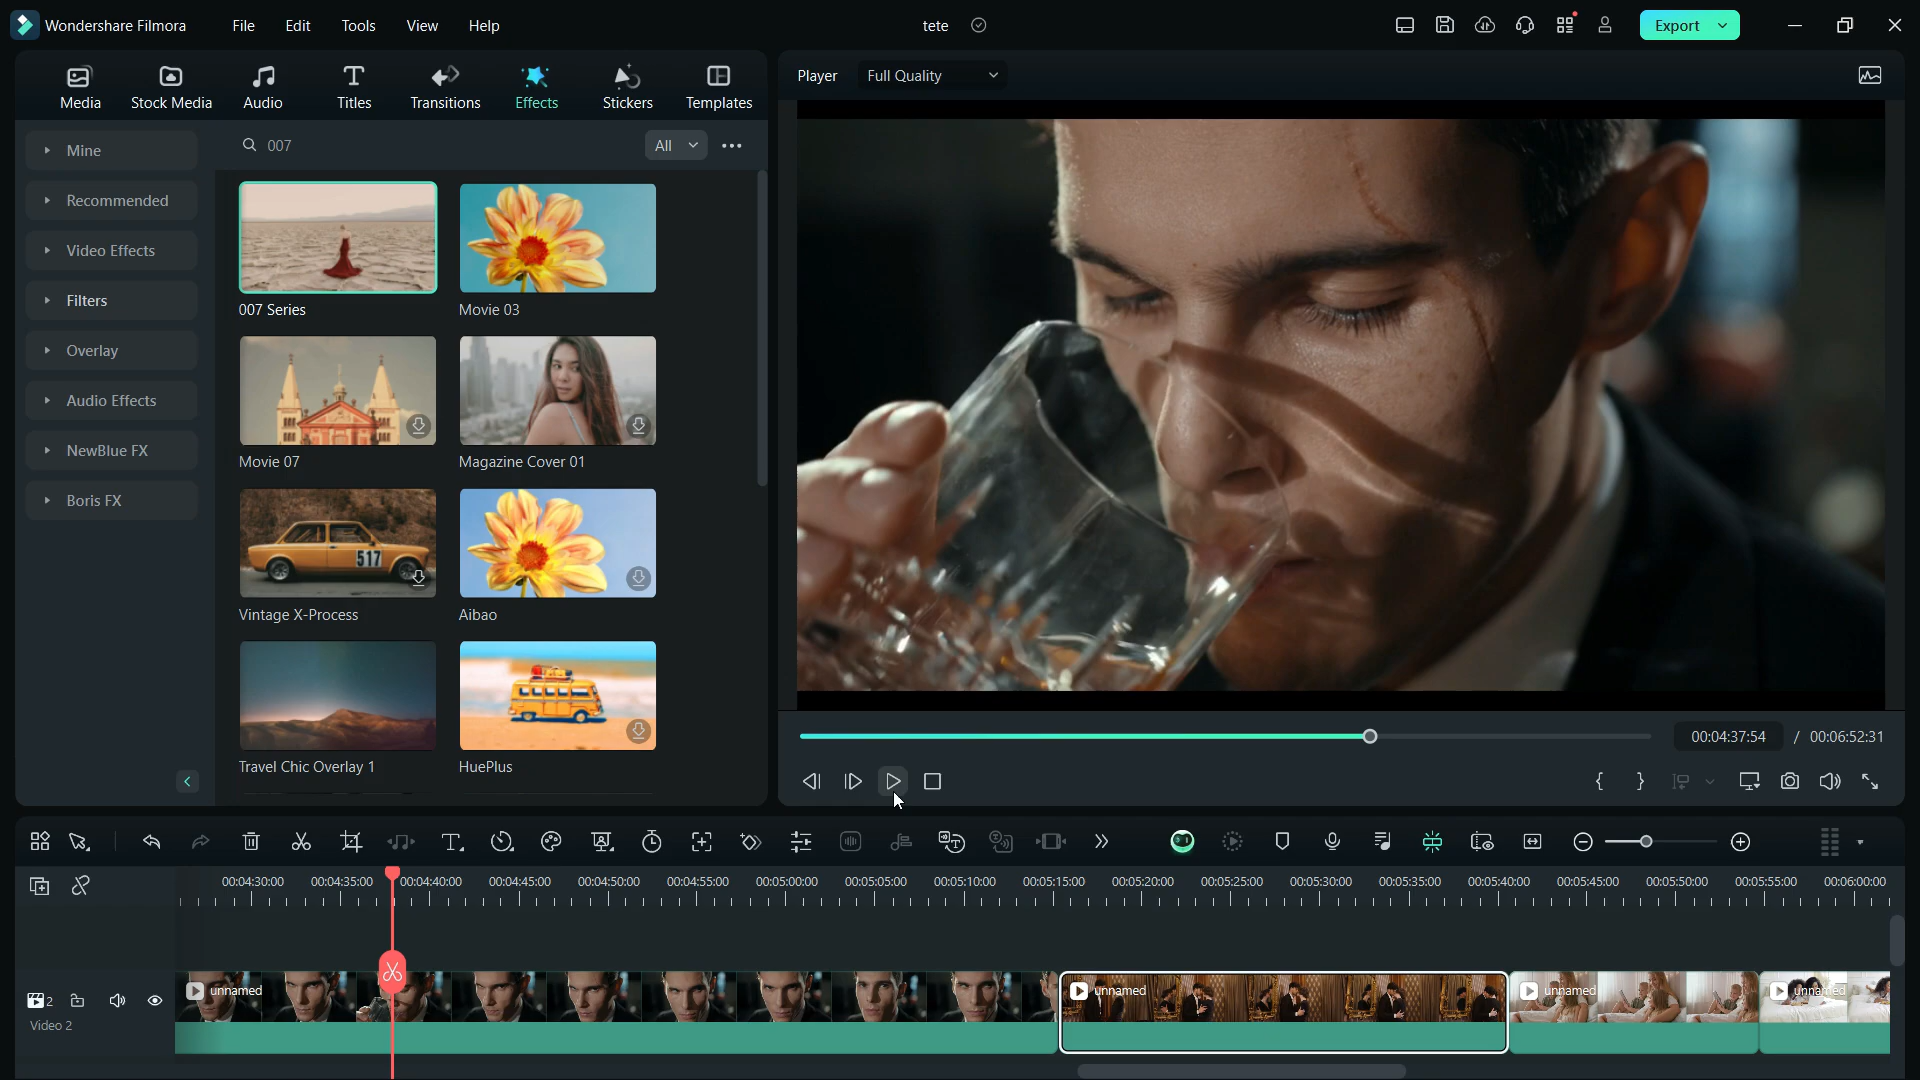 Wondershare Filmora
File Edit Tools View Help
tete
Export
Media Stock Media Audio Titles Transitions Effects Stickers Templates
Player Full Quality
Mine
Recommended
Video Effects
Filters
Overlay
Audio Effects
NewBlue FX
Boris FX
007
All
007 Series
Movie 03
Movie 07
Magazine Cover 01
517
Vintage X-Process
Aibao
Travel Chic Overlay 1
HuePlus
00:04:37:54 / 00:06:52:31
00:04:30:00 00:04:35:00 00:04:40:00 00:04:45:00 00:04:50:00 00:04:55:00 00:05:00:00 00:05:05:00 00:05:10:00 00:05:15:00 00:05:20:00 00:05:25:00 00:05:30:00 00:05:35:00 00:05:40:00 00:05:45:00 00:05:50:00 00:05:55:00 00:06:00:00
2
Video 2
unnamed
unnamed
unnamed
unnamed